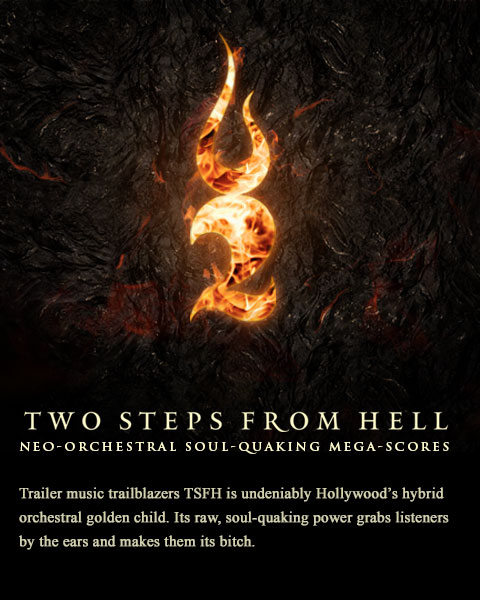 TWO STEPS FROM HELL
NEO-ORCHESTRAL SOUL-QUAKING MEGA-SCORES
Trailer music trailblazers TSFH is undeniably Hollywood’s hybrid
orchestral golden child. Its raw, soul-quaking power grabs listeners
by the ears and makes them its bitch.